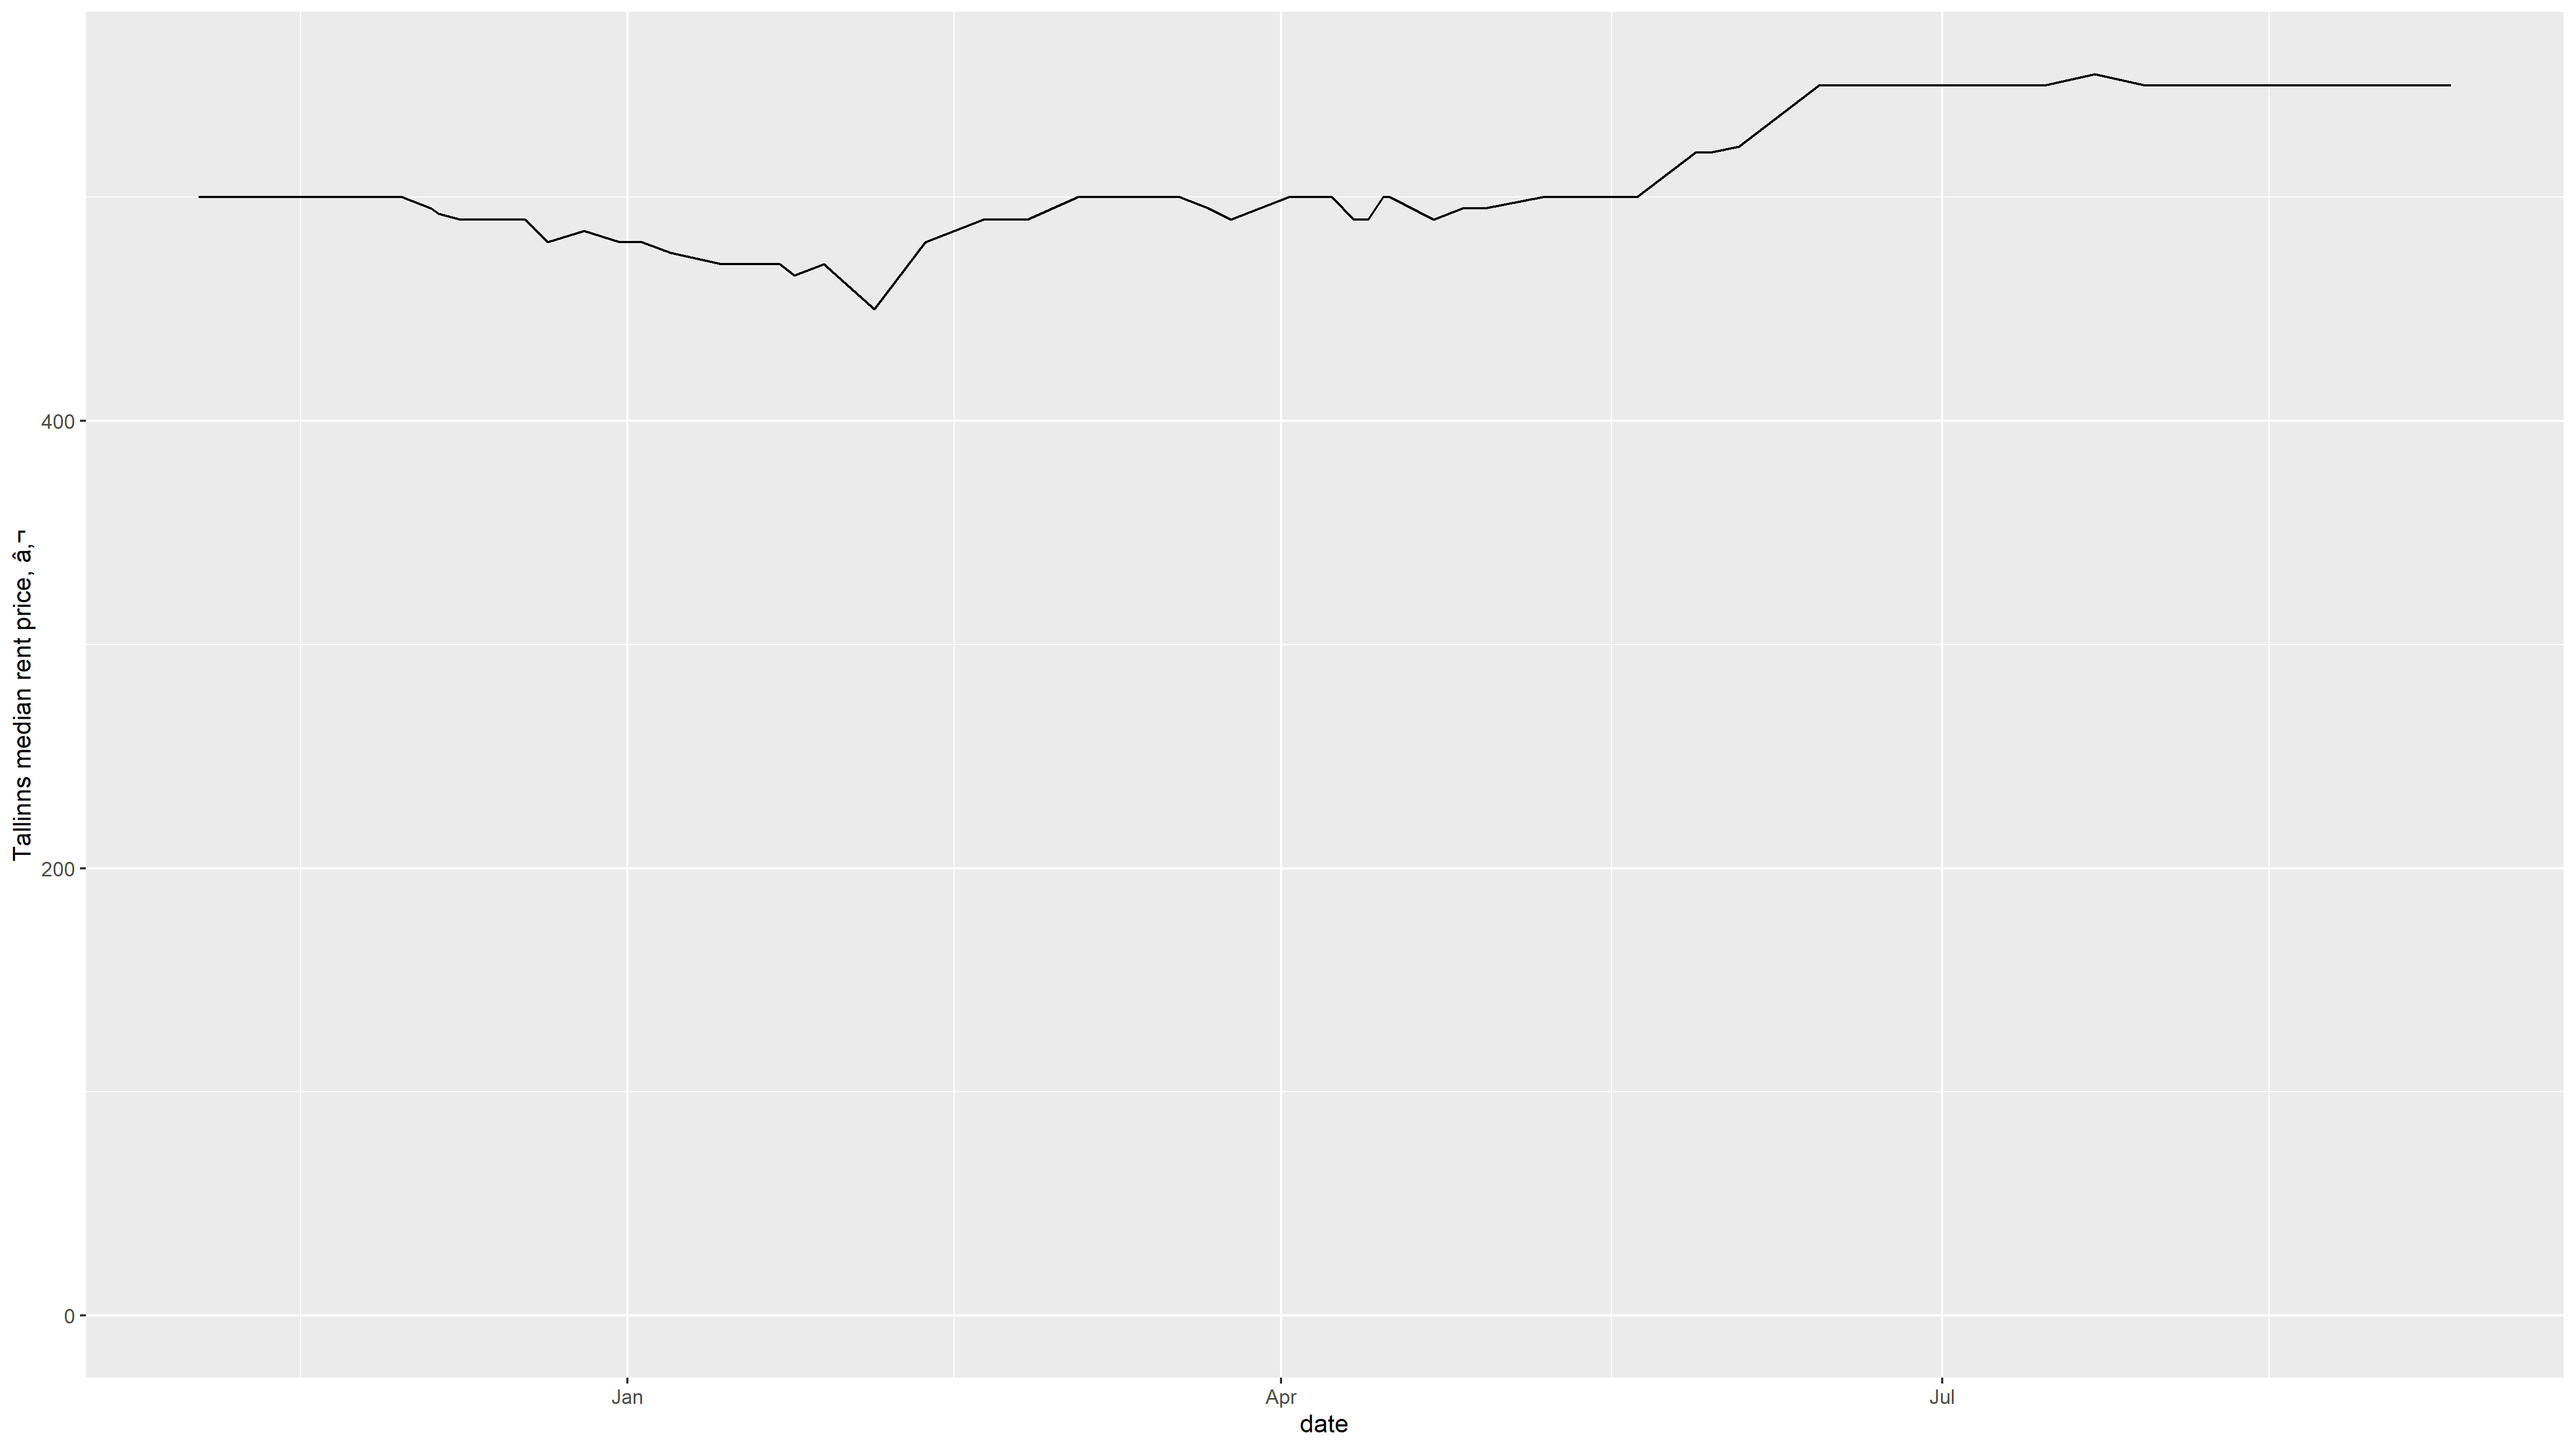 Tallinns median rent price, â‚¬
400
200
0
Jan Apr Jul
date